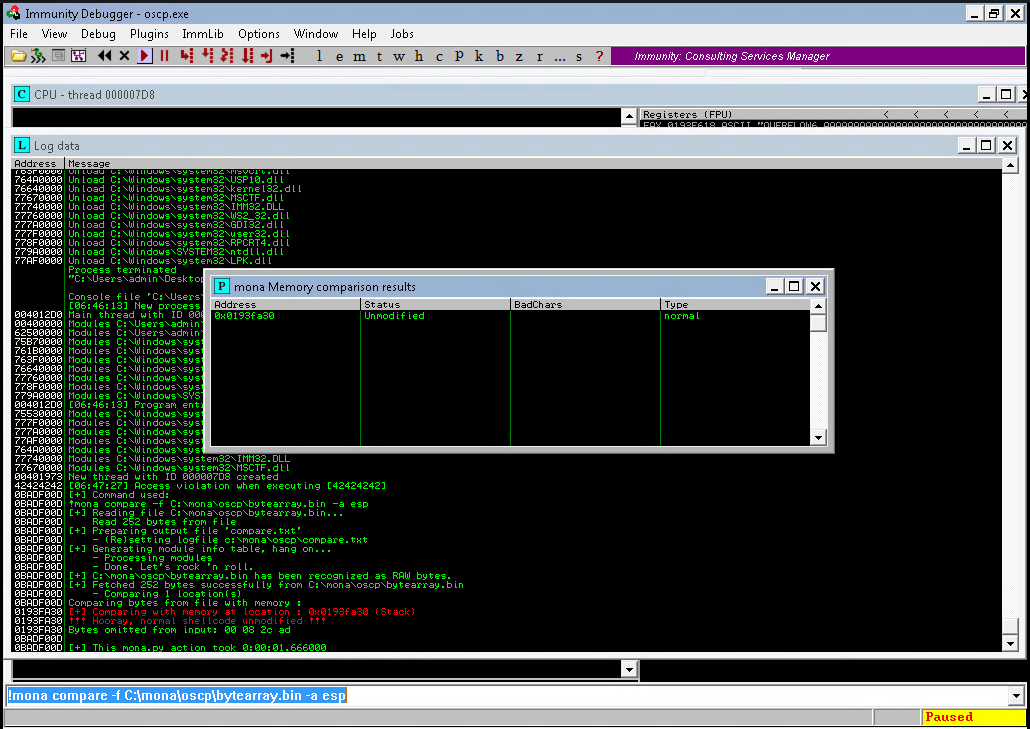 Immunity Debugger - oscp.exe
File View Debug Plugins ImmLib Options Window Help Jobs
l e m t w h c p k b z r ... s ? Immunity: Consulting Services Manager
C CPU - thread 000007D8
Registers (FPU) < < < < <
L Log data
Address Message
764A0000 Unload C:\Windows\system32\USP10.dll
76640000 Unload C:\Windows\system32\kernel32.dll
77670000 Unload C:\Windows\system32\MSCTF.dll
77740000 Unload C:\Windows\system32\IMM32.DLL
77760000 Unload C:\Windows\system32\WS2_32.dll
777A0000 Unload C:\Windows\system32\GDI32.dll
777F0000 Unload C:\Windows\system32\user32.dll
778F0000 Unload C:\Windows\system32\RPCRT4.dll
779A0000 Unload C:\Windows\SYSTEM32\ntdll.dll
77AF0000 Unload C:\Windows\system32\LPK.dll
Process terminated
"C:\Users\admin\Desktop
Console file 'C:\Users
[06:46:13] New process
004012D0 Main thread with ID 000
00400000 Modules C:\Users\admin
62500000 Modules C:\Users\admin
75B70000 Modules C:\Windows\sys
761B0000 Modules C:\Windows\sys
763F0000 Modules C:\Windows\sys
76640000 Modules C:\Windows\sys
77760000 Modules C:\Windows\sys
778F0000 Modules C:\Windows\sys
779A0000 Modules C:\Windows\SYS
004012D0 [06:46:13] Program ent
75530000 Modules C:\Windows\sys
777F0000 Modules C:\Windows\sys
777A0000 Modules C:\Windows\sys
77AF0000 Modules C:\Windows\sys
764A0000 Modules C:\Windows\sys
77740000 Modules C:\Windows\system32\IMM32.DLL
77670000 Modules C:\Windows\system32\MSCTF.dll
00401973 New thread with ID 000007D8 created
42424242 [06:47:27] Access violation when executing [42424242]
0BADF00D [+] Command used:
0BADF00D !mona compare -f C:\mona\oscp\bytearray.bin -a esp
0BADF00D [+] Reading file C:\mona\oscp\bytearray.bin...
0BADF00D Read 252 bytes from file
0BADF00D [+] Preparing output file 'compare.txt'
0BADF00D - (Re)setting logfile c:\mona\oscp\compare.txt
0BADF00D [+] Generating module info table, hang on...
0BADF00D - Processing modules
0BADF00D - Done. Let's rock 'n roll.
0BADF00D [+] C:\mona\oscp\bytearray.bin has been recognized as RAW bytes.
0BADF00D [+] Fetched 252 bytes successfully from C:\mona\oscp\bytearray.bin
0BADF00D - Comparing 1 location(s)
0BADF00D Comparing bytes from file with memory :
0193FA30 [+] Comparing with memory at location : 0x0193fa30 (Stack)
0193FA30 !!! Hooray, normal shellcode unmodified !!!
0193FA30 Bytes omitted from input: 00 08 2c ad
0BADF00D
0BADF00D [+] This mona.py action took 0:00:01.666000
P mona Memory comparison results
Address Status BadChars Type
0x0193fa30 Unmodified normal
!mona compare -f C:\mona\oscp\bytearray.bin -a esp
Paused